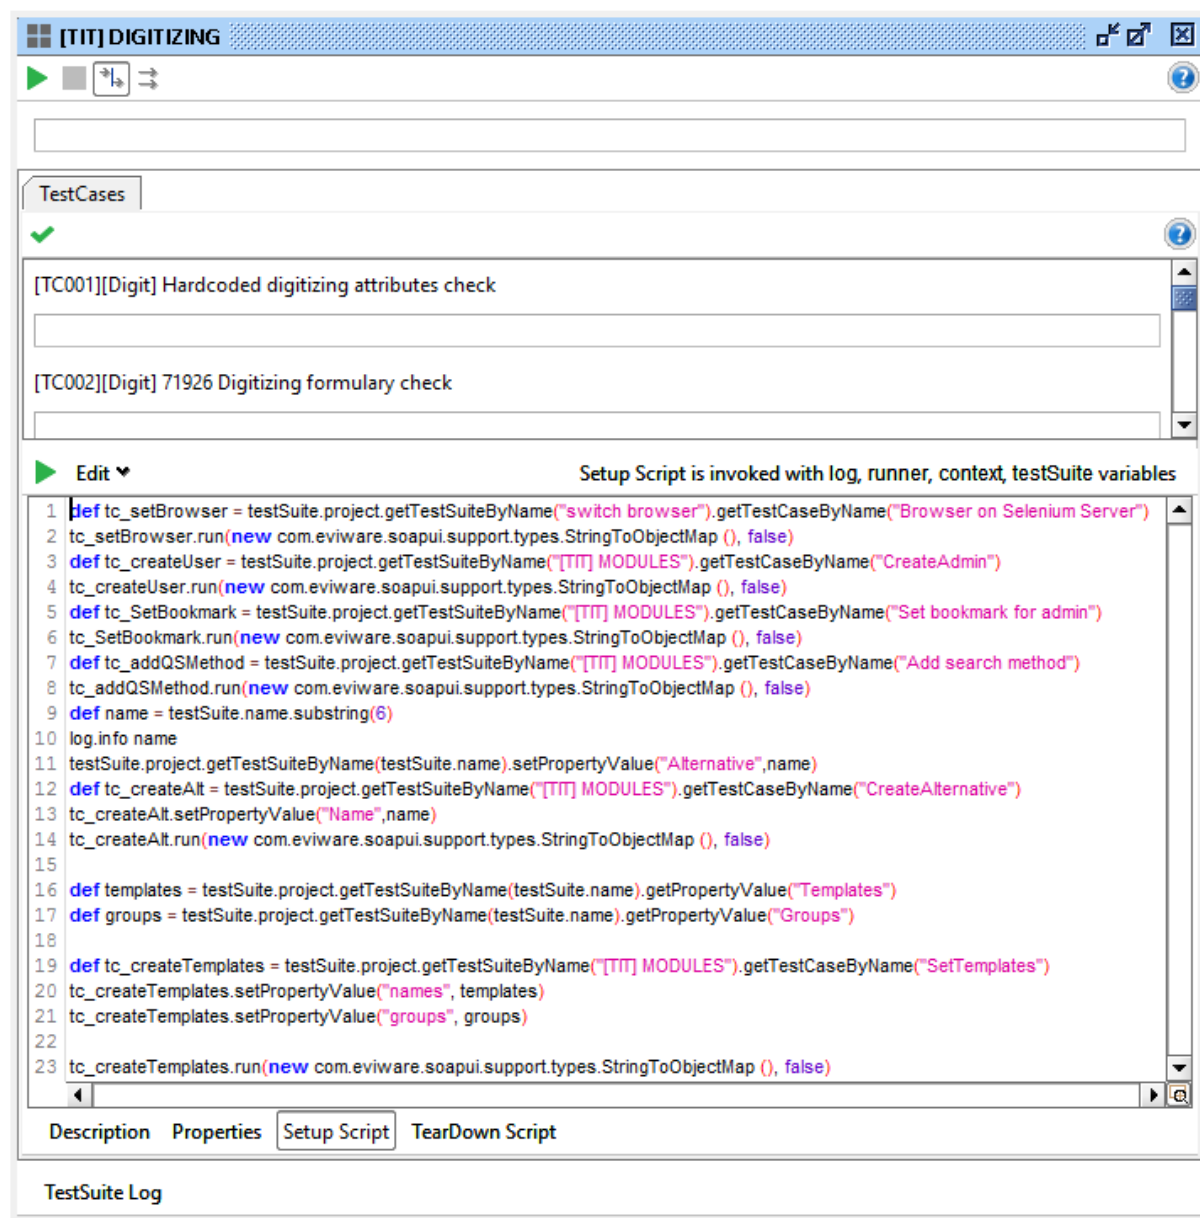 [TIT] DIGITIZING
TestCases
[TC001][Digit] Hardcoded digitizing attributes check
[TC002][Digit] 71926 Digitizing formulary check
Edit
Setup Script is invoked with log, runner, context, testSuite variables
1 def tc_setBrowser = testSuite.project.getTestSuiteByName("switch browser").getTestCaseByName("Browser on Selenium Server")
2 tc_setBrowser.run(new com.eviware.soapui.support.types.StringToObjectMap (), false)
3 def tc_createUser = testSuite.project.getTestSuiteByName("[TIT] MODULES").getTestCaseByName("CreateAdmin")
4 tc_createUser.run(new com.eviware.soapui.support.types.StringToObjectMap (), false)
5 def tc_SetBookmark = testSuite.project.getTestSuiteByName("[TIT] MODULES").getTestCaseByName("Set bookmark for admin")
6 tc_SetBookmark.run(new com.eviware.soapui.support.types.StringToObjectMap (), false)
7 def tc_addQSMethod = testSuite.project.getTestSuiteByName("[TIT] MODULES").getTestCaseByName("Add search method")
8 tc_addQSMethod.run(new com.eviware.soapui.support.types.StringToObjectMap (), false)
9 def name = testSuite.name.substring(6)
10 log.info name
11 testSuite.project.getTestSuiteByName(testSuite.name).setPropertyValue("Alternative",name)
12 def tc_createAlt = testSuite.project.getTestSuiteByName("[TIT] MODULES").getTestCaseByName("CreateAlternative")
13 tc_createAlt.setPropertyValue("Name",name)
14 tc_createAlt.run(new com.eviware.soapui.support.types.StringToObjectMap (), false)
15
16 def templates = testSuite.project.getTestSuiteByName(testSuite.name).getPropertyValue("Templates")
17 def groups = testSuite.project.getTestSuiteByName(testSuite.name).getPropertyValue("Groups")
18
19 def tc_createTemplates = testSuite.project.getTestSuiteByName("[TIT] MODULES").getTestCaseByName("SetTemplates")
20 tc_createTemplates.setPropertyValue("names", templates)
21 tc_createTemplates.setPropertyValue("groups", groups)
22
23 tc_createTemplates.run(new com.eviware.soapui.support.types.StringToObjectMap (), false)
Description Properties Setup Script TearDown Script
TestSuite Log